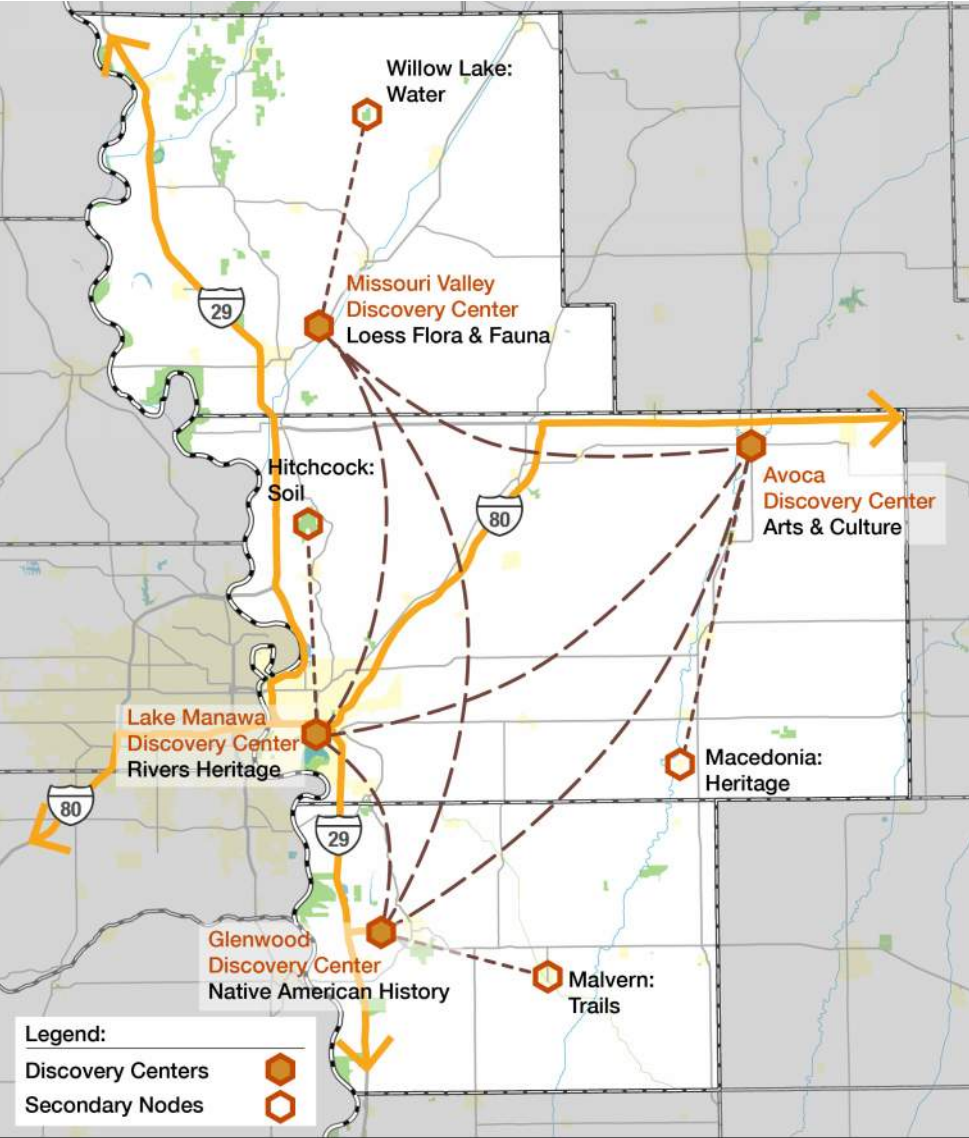 Willow Lake:
Water
Missouri Valley
Discovery Center
Loess Flora & Fauna
29
Hitchcock:
Soil
80
Avoca
Discovery Center
Arts & Culture
Lake Manawa
Discovery Center
Rivers Heritage
Macedonia:
Heritage
80
29
Glenwood
Discovery Center
Native American History
Malvern:
Trails
Legend:
Discovery Centers
Secondary Nodes